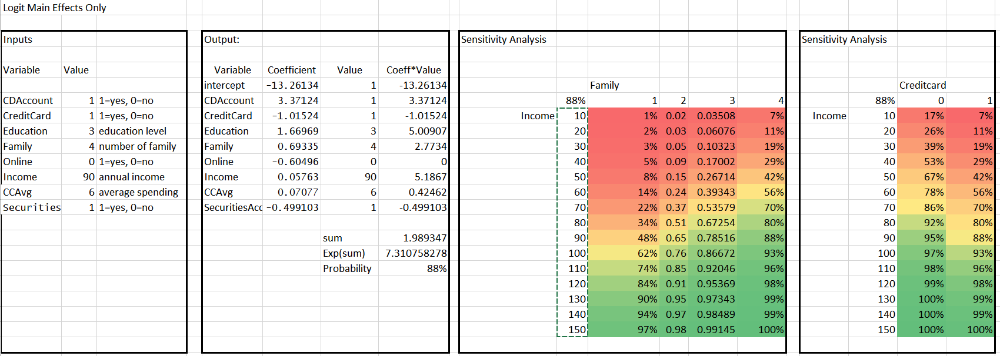 Logit Main Effects Only
Inputs Output: Sensitivity Analysis Sensitivity Analysis
Variable Value Variable Coefficient Value Coeff*Value
intercept -13.26134 1 -13.26134 Family Creditcard
CDAccount 1 1=yes, 0=no CDAccount 3.37124 1 3.37124 88% 1 2 3 4 88% 0 1
CreditCard 1 1=yes, 0=no CreditCard -1.01524 1 -1.01524 Income 10 1% 0.02 0.03508 7% Income 10 17% 7%
Education 3 education level Education 1.66969 3 5.00907 20 2% 0.03 0.06076 11% 20 26% 11%
Family 4 number of family Family 0.69335 4 2.7734 30 3% 0.05 0.10323 19% 30 39% 19%
Online 0 1=yes, 0=no Online -0.60496 0 0 40 5% 0.09 0.17002 29% 40 53% 29%
Income 90 annual income Income 0.05763 90 5.1867 50 8% 0.15 0.26714 42% 50 67% 42%
CCAvg 6 average spending CCAvg 0.07077 6 0.42462 60 14% 0.24 0.39343 56% 60 78% 56%
Securities 1 1=yes, 0=no SecuritiesAcc -0.499103 1 -0.499103 70 22% 0.37 0.53579 70% 70 86% 70%
80 34% 0.51 0.67254 80% 80 92% 80%
sum 1.989347 90 48% 0.65 0.78516 88% 90 95% 88%
Exp(sum) 7.310758278 100 62% 0.76 0.86672 93% 100 97% 93%
Probability 88% 110 74% 0.85 0.92046 96% 110 98% 96%
120 84% 0.91 0.95369 98% 120 99% 98%
130 90% 0.95 0.97343 99% 130 100% 99%
140 94% 0.97 0.98489 99% 140 100% 99%
150 97% 0.98 0.99145 100% 150 100% 100%